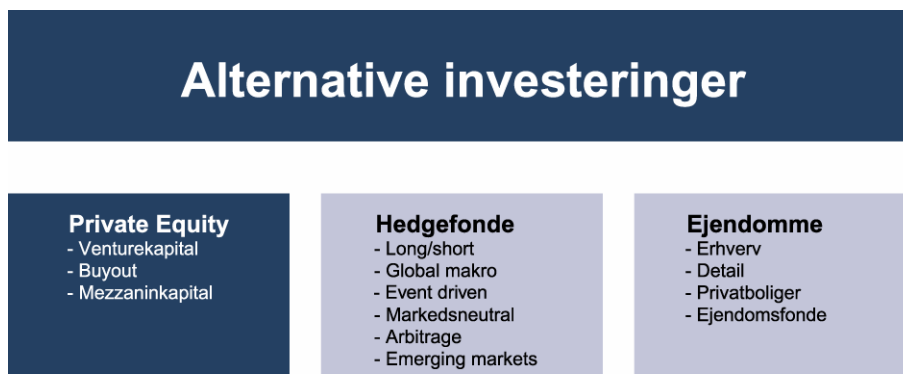 Alternative investeringer
Private Equity
- Venturekapital
- Buyout
- Mezzaninkapital
Hedgefonde
- Long/short
- Global makro
- Event driven
- Markedsneutral
- Arbitrage
- Emerging markets
Ejendomme
- Erhverv
- Detail
- Privatboliger
- Ejendomsfonde